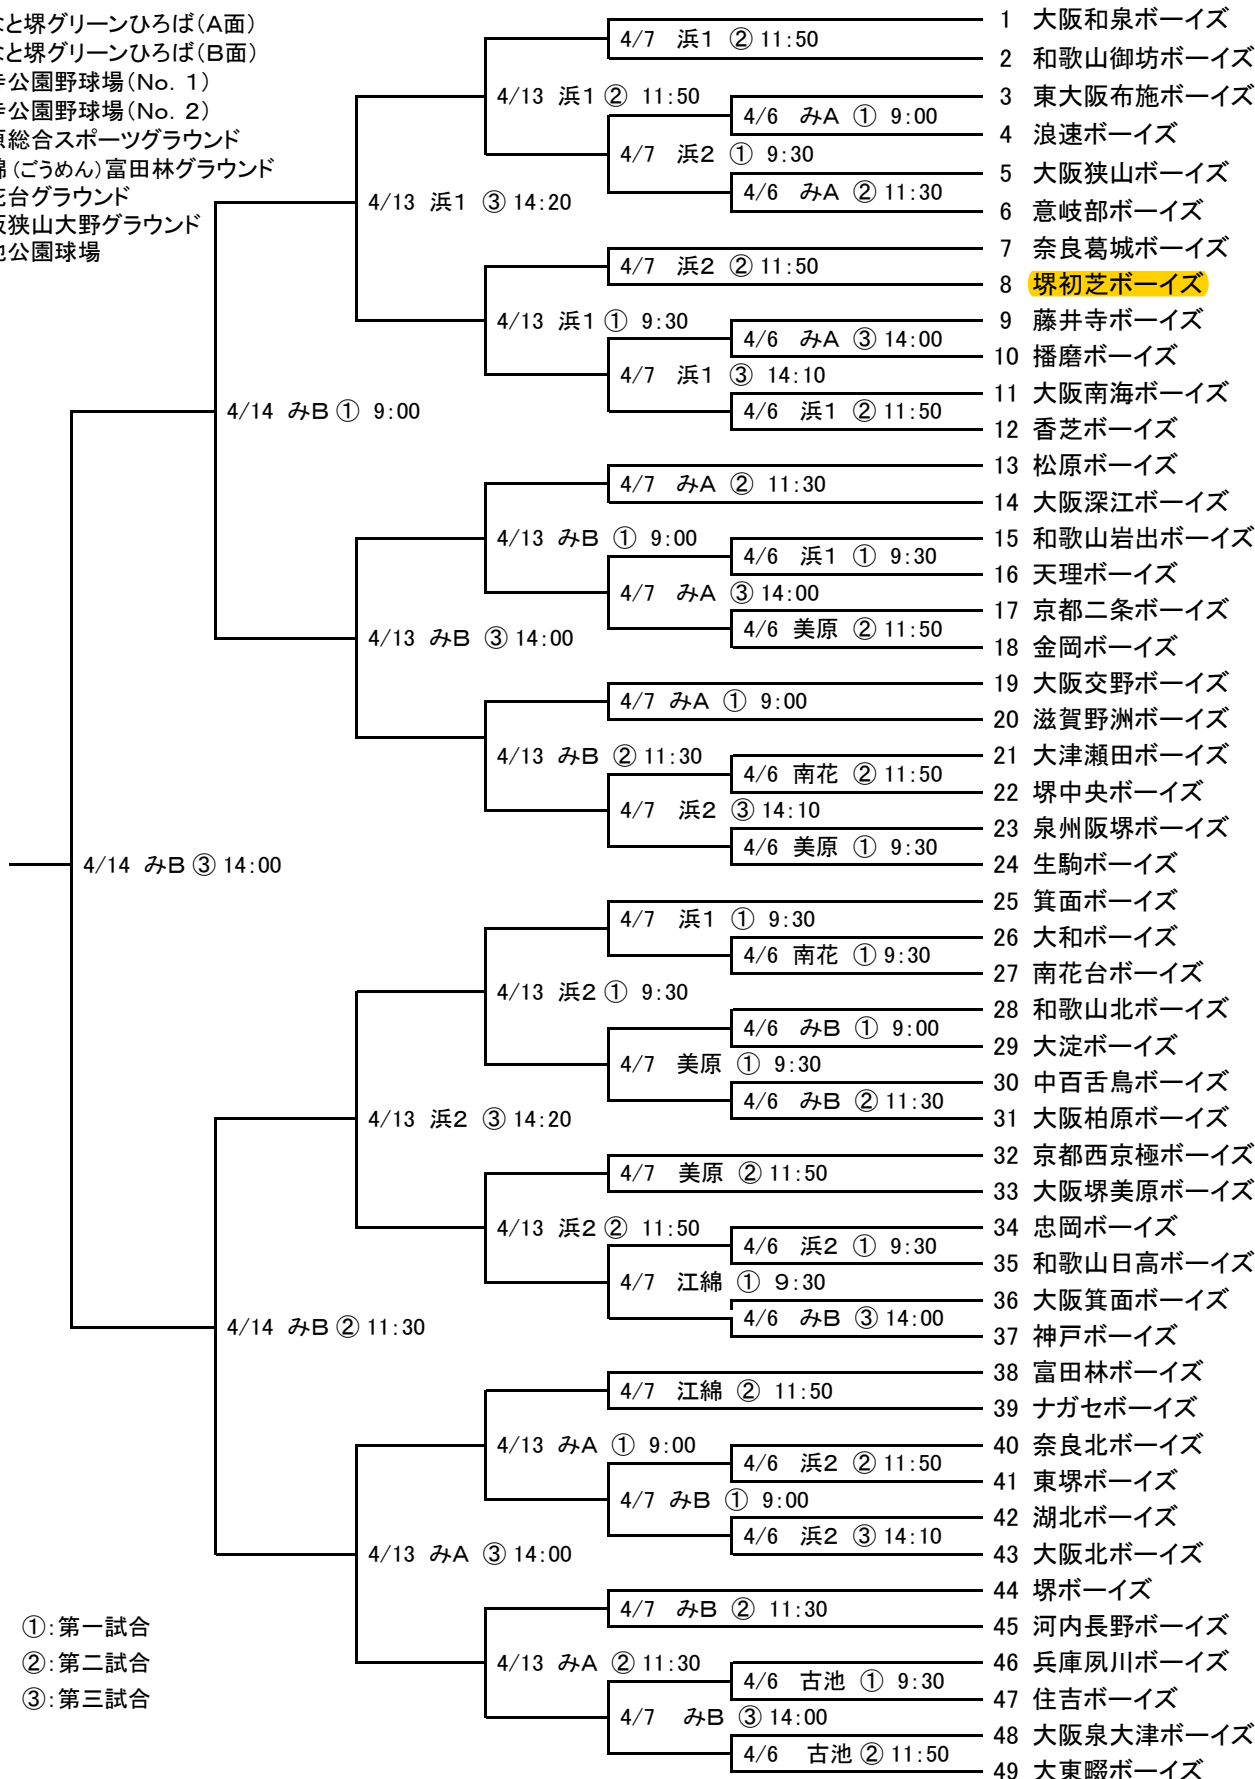 と堺グリーンひろば(A面)
と堺グリーンひろば(B面)
公園野球場(No. 1)
公園野球場(No. 2)
総合スポーツグラウンド
(ごうめん)富田林グラウンド
花台グラウンド
狭山大野グラウンド
公園球場
1 大阪和泉ボーイズ
4/7 浜1 ② 11:50
2 和歌山御坊ボーイズ
4/13 浜1 ② 11:50
3 東大阪布施ボーイズ
4/6 みA ① 9:00
4 浪速ボーイズ
4/7 浜2 ① 9:30
5 大阪狭山ボーイズ
4/6 みA ② 11:30
6 意岐部ボーイズ
4/13 浜1 ③ 14:20
7 奈良葛城ボーイズ
4/7 浜2 ② 11:50
8 堺初芝ボーイズ
4/13 浜1 ① 9:30
9 藤井寺ボーイズ
4/6 みA ③ 14:00
10 播磨ボーイズ
4/7 浜1 ③ 14:10
11 大阪南海ボーイズ
4/6 浜1 ② 11:50
12 香芝ボーイズ
4/14 みB ① 9:00
13 松原ボーイズ
4/7 みA ② 11:30
14 大阪深江ボーイズ
4/13 みB ① 9:00
15 和歌山岩出ボーイズ
4/6 浜1 ① 9:30
16 天理ボーイズ
4/7 みA ③ 14:00
17 京都二条ボーイズ
4/6 美原 ② 11:50
18 金岡ボーイズ
4/13 みB ③ 14:00
19 大阪交野ボーイズ
4/7 みA ① 9:00
20 滋賀野洲ボーイズ
4/13 みB ② 11:30
21 大津瀬田ボーイズ
4/6 南花 ② 11:50
22 堺中央ボーイズ
4/7 浜2 ③ 14:10
23 泉州阪堺ボーイズ
4/6 美原 ① 9:30
24 生駒ボーイズ
4/14 みB ③ 14:00
25 箕面ボーイズ
4/7 浜1 ① 9:30
26 大和ボーイズ
4/6 南花 ① 9:30
27 南花台ボーイズ
4/13 浜2 ① 9:30
28 和歌山北ボーイズ
4/6 みB ① 9:00
29 大淀ボーイズ
4/7 美原 ① 9:30
30 中百舌鳥ボーイズ
4/6 みB ② 11:30
31 大阪柏原ボーイズ
4/13 浜2 ③ 14:20
32 京都西京極ボーイズ
4/7 美原 ② 11:50
33 大阪堺美原ボーイズ
4/13 浜2 ② 11:50
34 忠岡ボーイズ
4/6 浜2 ① 9:30
35 和歌山日高ボーイズ
4/7 江綿 ① 9:30
36 大阪箕面ボーイズ
4/6 みB ③ 14:00
37 神戸ボーイズ
4/14 みB ② 11:30
38 富田林ボーイズ
4/7 江綿 ② 11:50
39 ナガセボーイズ
4/13 みA ① 9:00
40 奈良北ボーイズ
4/6 浜2 ② 11:50
41 東堺ボーイズ
4/7 みB ① 9:00
42 湖北ボーイズ
4/6 浜2 ③ 14:10
43 大阪北ボーイズ
4/13 みA ③ 14:00
44 堺ボーイズ
4/7 みB ② 11:30
45 河内長野ボーイズ
4/13 みA ② 11:30
46 兵庫夙川ボーイズ
4/6 古池 ① 9:30
47 住吉ボーイズ
4/7 みB ③ 14:00
48 大阪泉大津ボーイズ
4/6 古池 ② 11:50
49 大東畷ボーイズ
①:第一試合
②:第二試合
③:第三試合